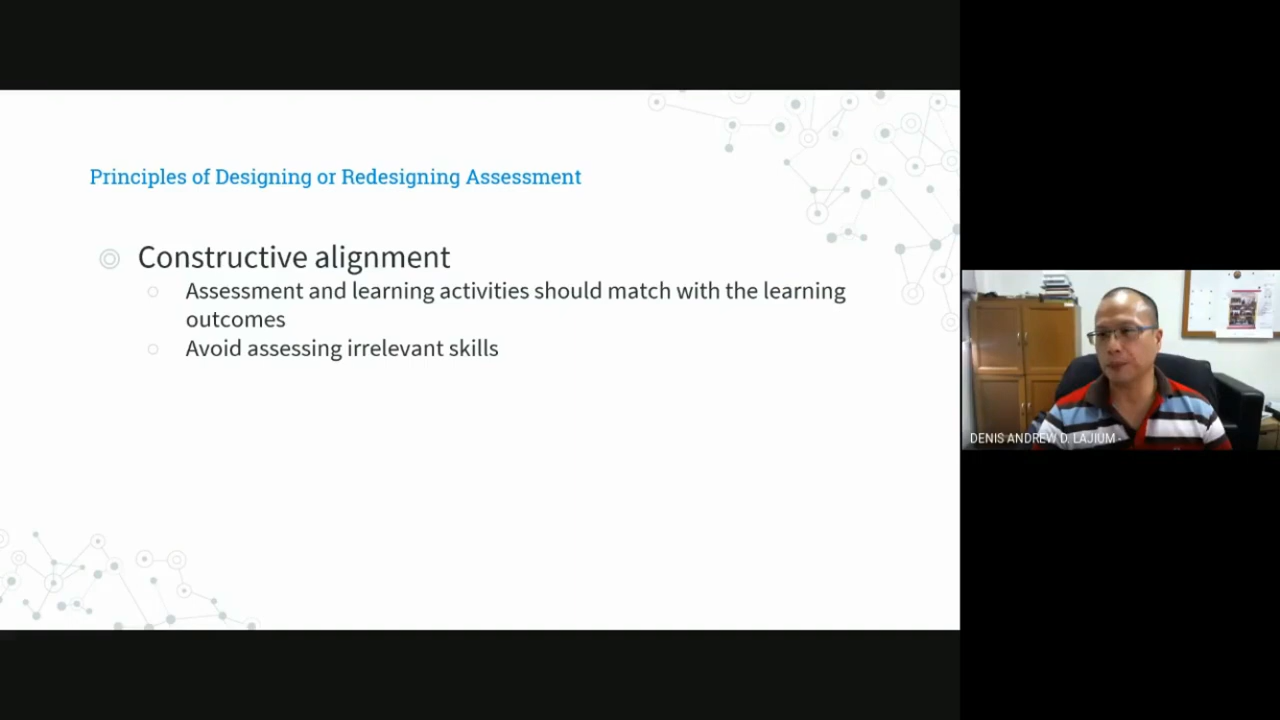 Principles of Designing or Redesigning Assessment
Constructive alignment
Assessment and learning activities should match with the learning
outcomes
Avoid assessing irrelevant skills
DENIS ANDREW D. LAJIUM -